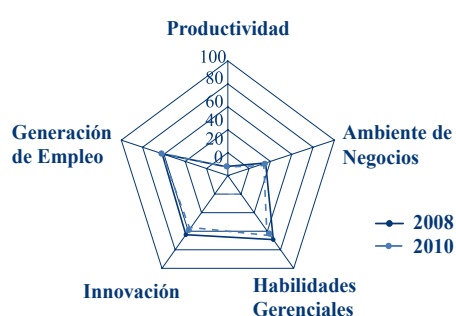 Productividad
100
80
60
40
20
0
Generación
de Empleo
Ambiente de
Negocios
2008
2010
Innovación
Habilidades
Gerenciales